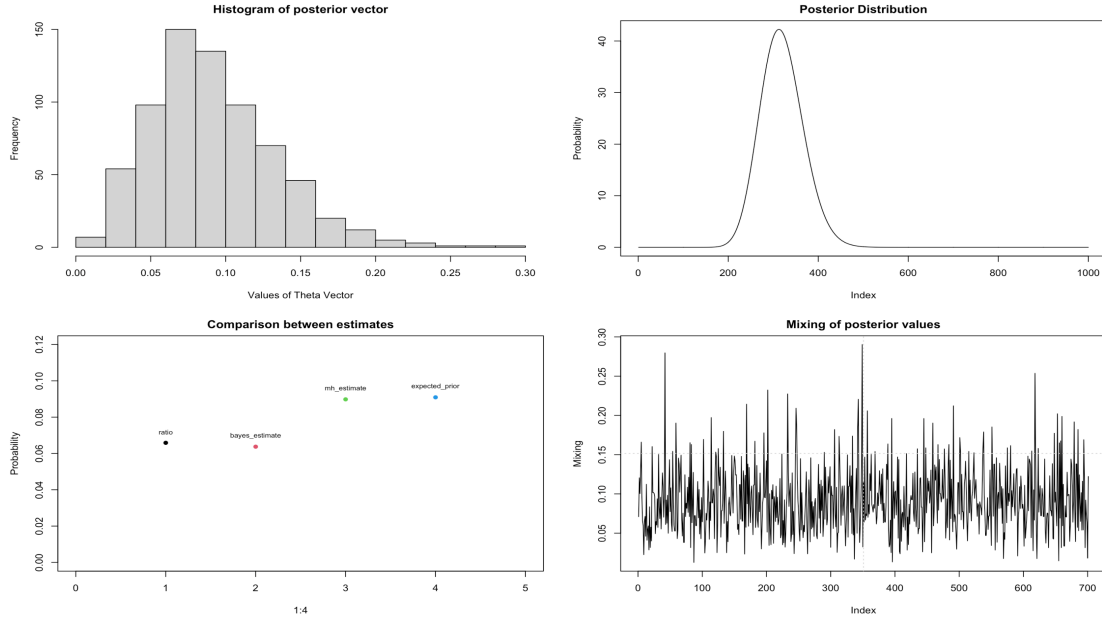 Histogram of posterior vector
Frequency
0
50
100
150
0.00 0.05 0.10 0.15 0.20 0.25 0.30
Values of Theta Vector
Posterior Distribution
Probability
0
10
20
30
40
0 200 400 600 800 1000
Index
Comparison between estimates
Probability
0.00
0.02
0.04
0.06
0.08
0.10
0.12
ratio
bayes_estimate
mh_estimate
expected_prior
0 1 2 3 4 5
1:4
Mixing of posterior values
Mixing
0.05
0.10
0.15
0.20
0.25
0.30
0 100 200 300 400 500 600 700
Index